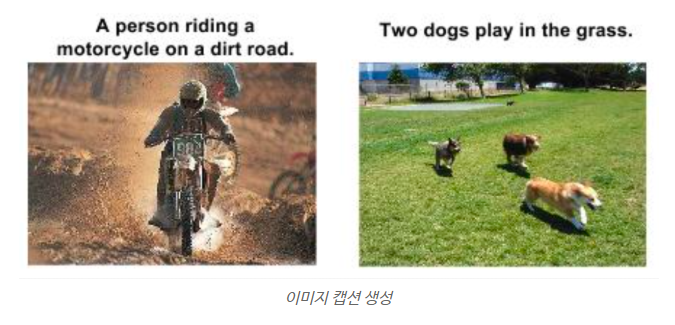 A person riding a
motorcycle on a dirt road.
Two dogs play in the grass.
이미지 캡션 생성